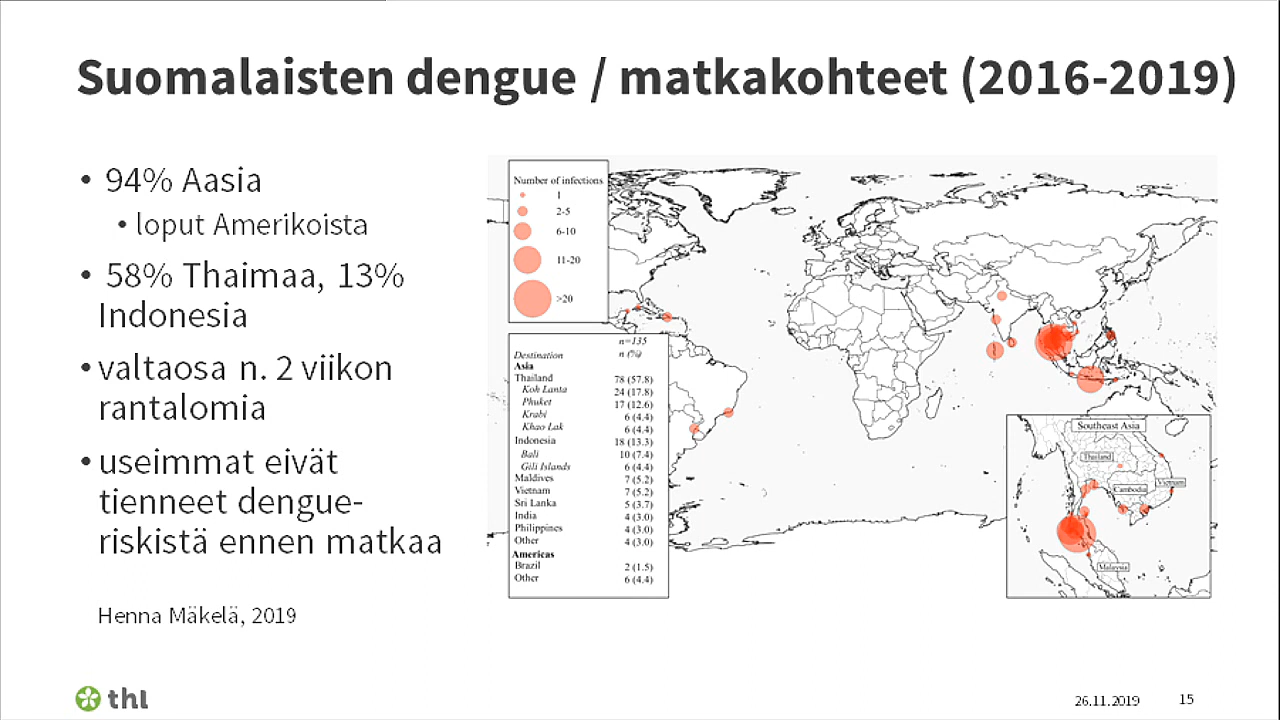 Suomalaisten dengue / matkakohteet (2016-2019)
• 94% Aasia
• loput Amerikoista
• 58% Thaimaa, 13%
Indonesia
• valtaosa n. 2 viikon
rantalomia
• useimmat eivät
tienneet dengue-
riskistä ennen matkaa
Henna Mäkelä, 2019
Number of infections
1
2-5
6-10
11-20
>20
n=135
Destination n (%)
Asia
Thailand 78 (57.8)
Koh Lanta 24 (17.8)
Phuket 17 (12.6)
Krabi 6 (4.4)
Khao Lak 6 (4.4)
Indonesia 18 (13.3)
Bali 10 (7.4)
Gili Islands 6 (4.4)
Maldives 7 (5.2)
Vietnam 7 (5.2)
Sri Lanka 5 (3.7)
India 4 (3.0)
Philippines 4 (3.0)
Other 4 (3.0)
Americas
Brazil 2 (1.5)
Other 6 (4.4)
Southeast Asia
Thailand
Cambodia
Vietnam
Malaysia
thl
26.11.2019
15